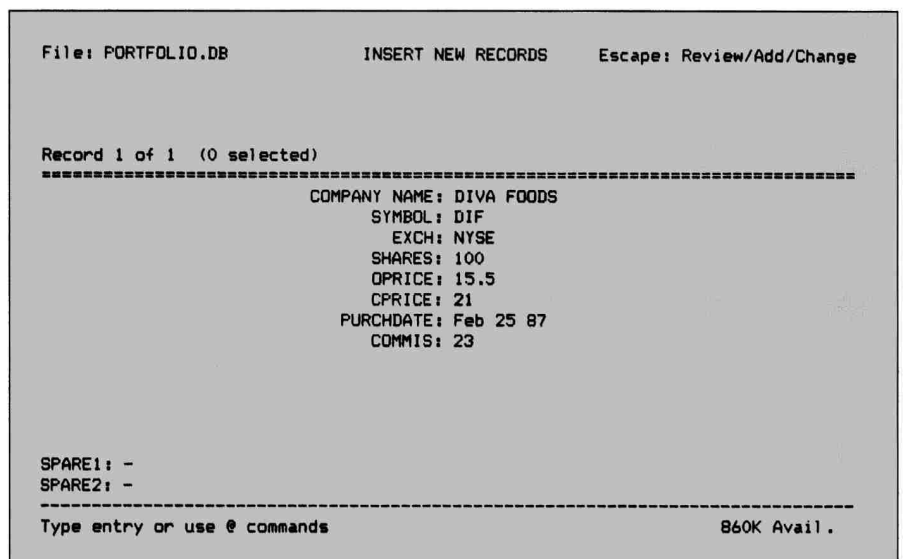 File: PORTFOLIO.DB INSERT NEW RECORDS Escape: Review/Add/Change
Record 1 of 1 (0 selected)
COMPANY NAME: DIVA FOODS
SYMBOL: DIF
EXCH: NYSE
SHARES: 100
OPRICE: 15.5
CPRICE: 21
PURCHDATE: Feb 25 87
COMMIS: 23
SPARE1: -
SPARE2: -
Type entry or use @ commands 860K Avail.